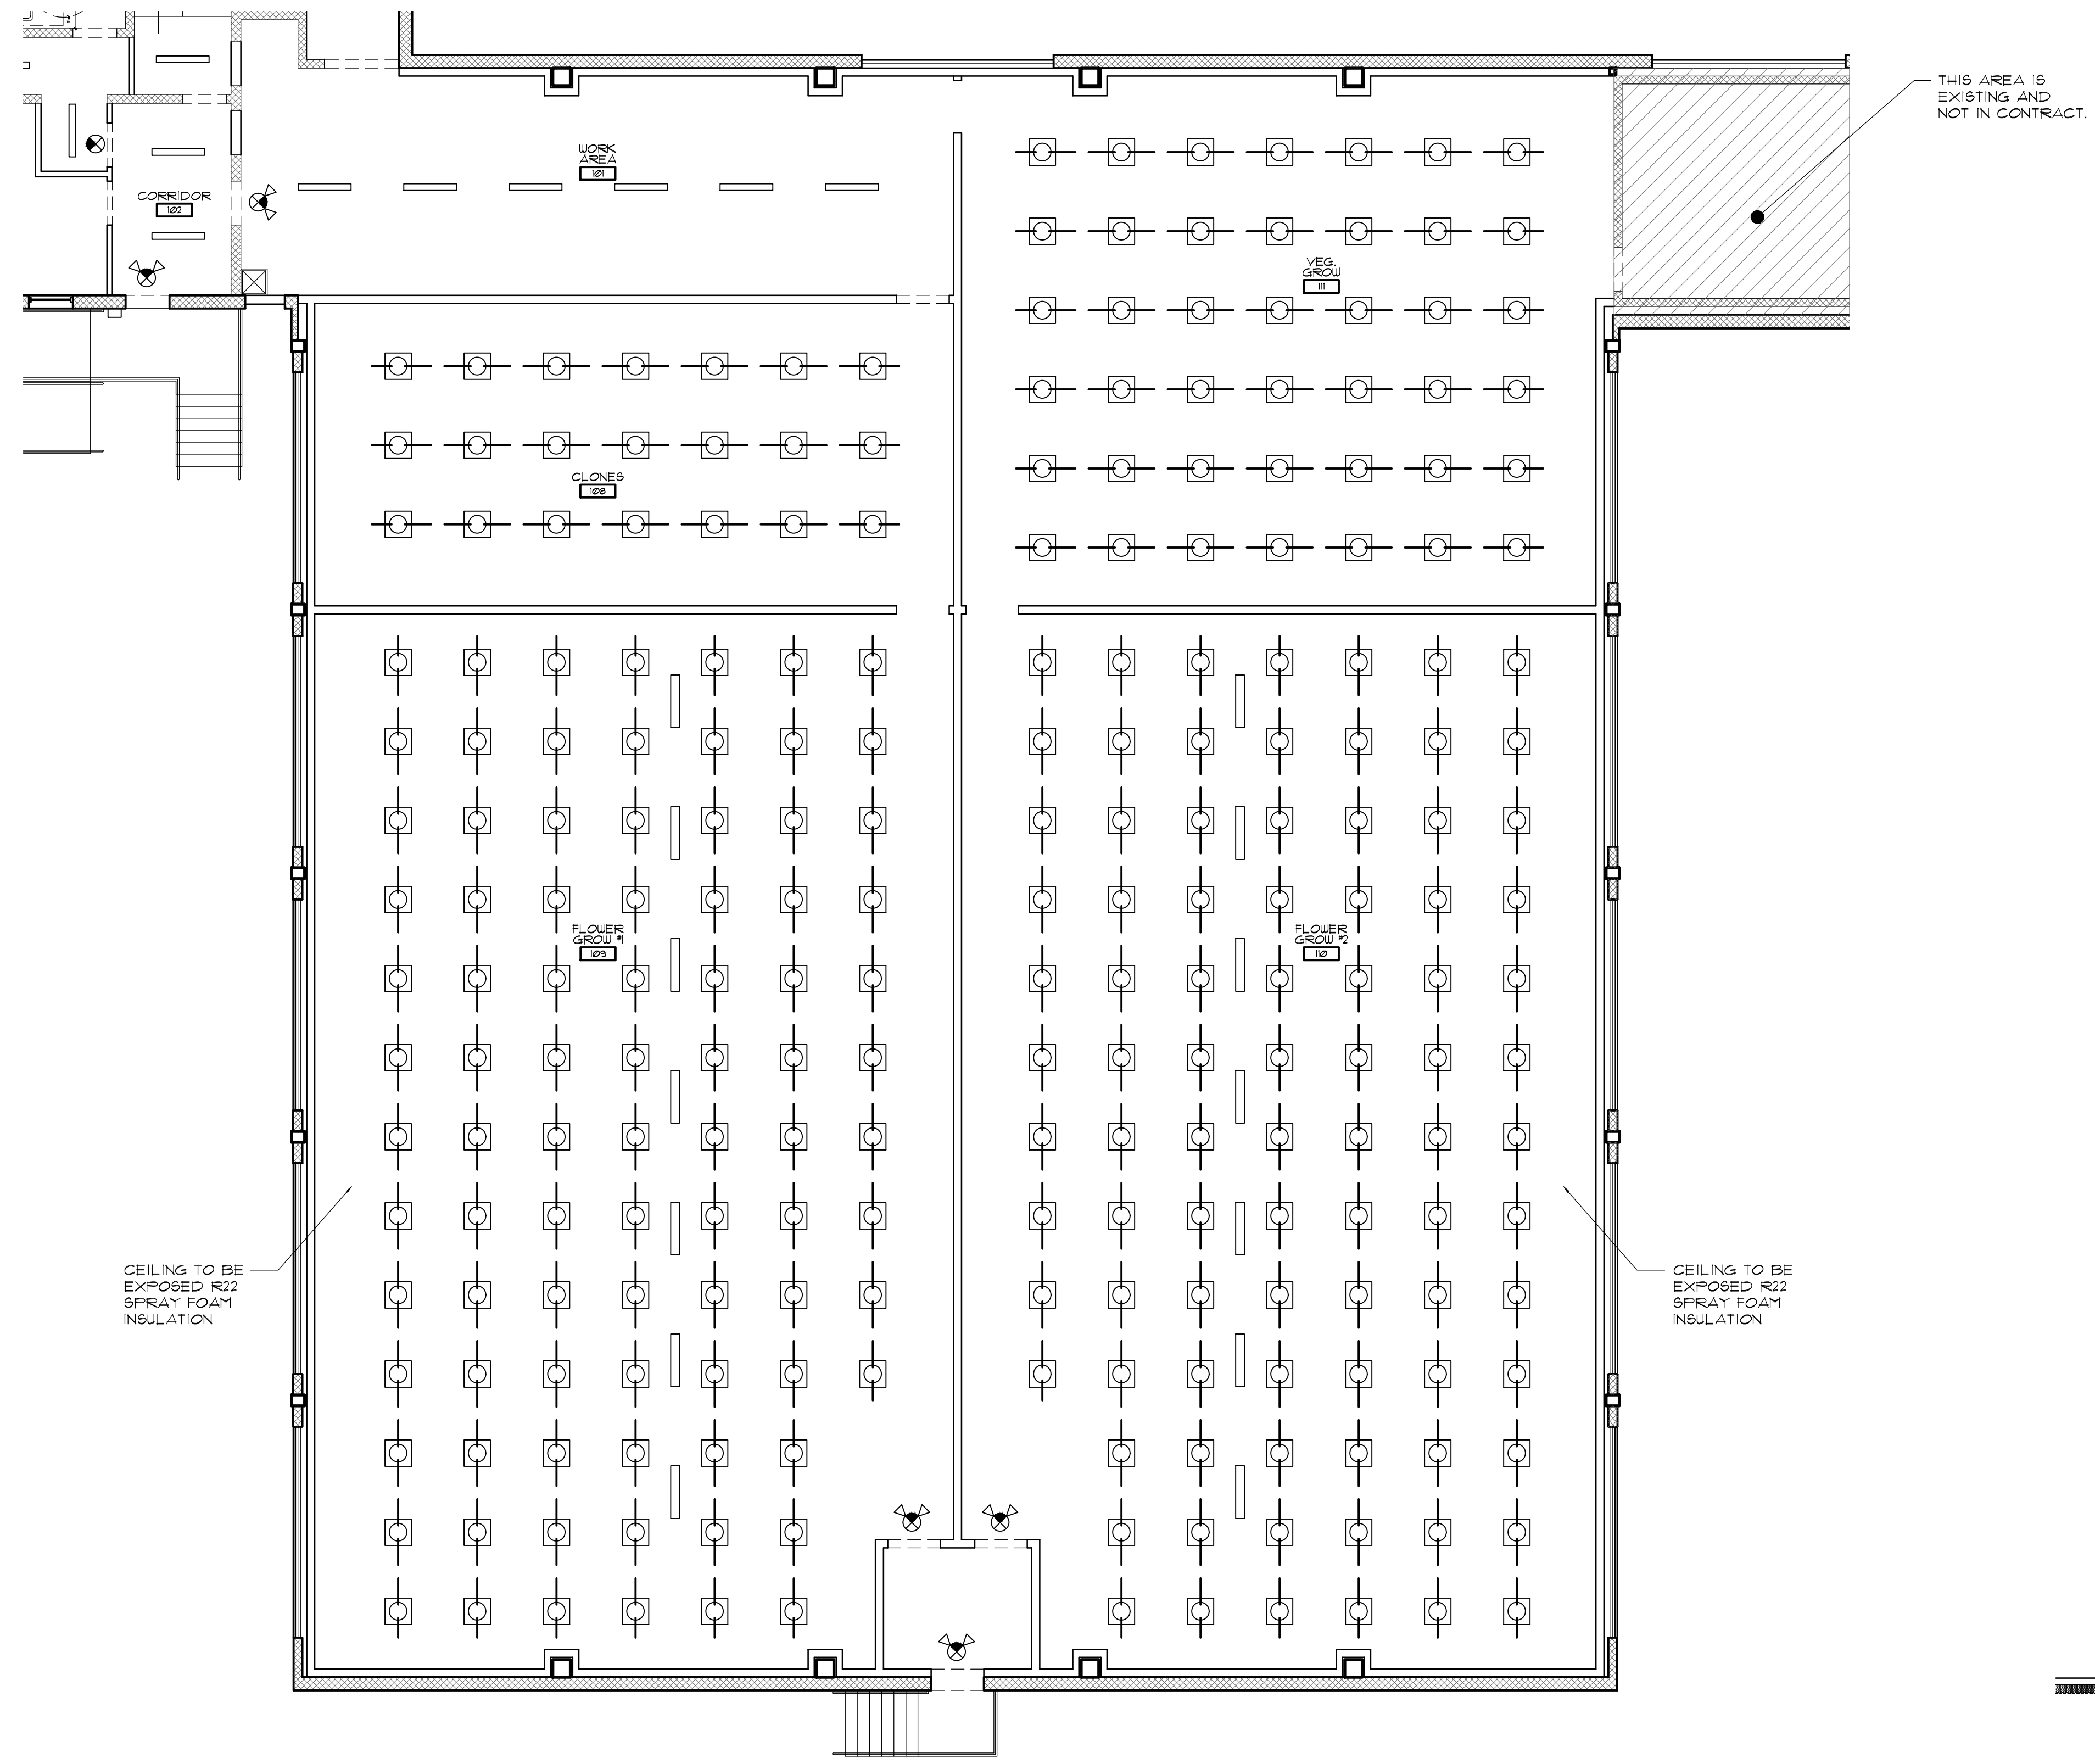 THIS AREA IS
EXISTING AND
NOT IN CONTRACT.
WORK
AREA
101
CORRIDOR
102
VEG.
GROW
111
CLONES
108
FLOWER
GROW #1
109
FLOWER
GROW #2
110
CEILING TO BE
EXPOSED R22
SPRAY FOAM
INSULATION
CEILING TO BE
EXPOSED R22
SPRAY FOAM
INSULATION